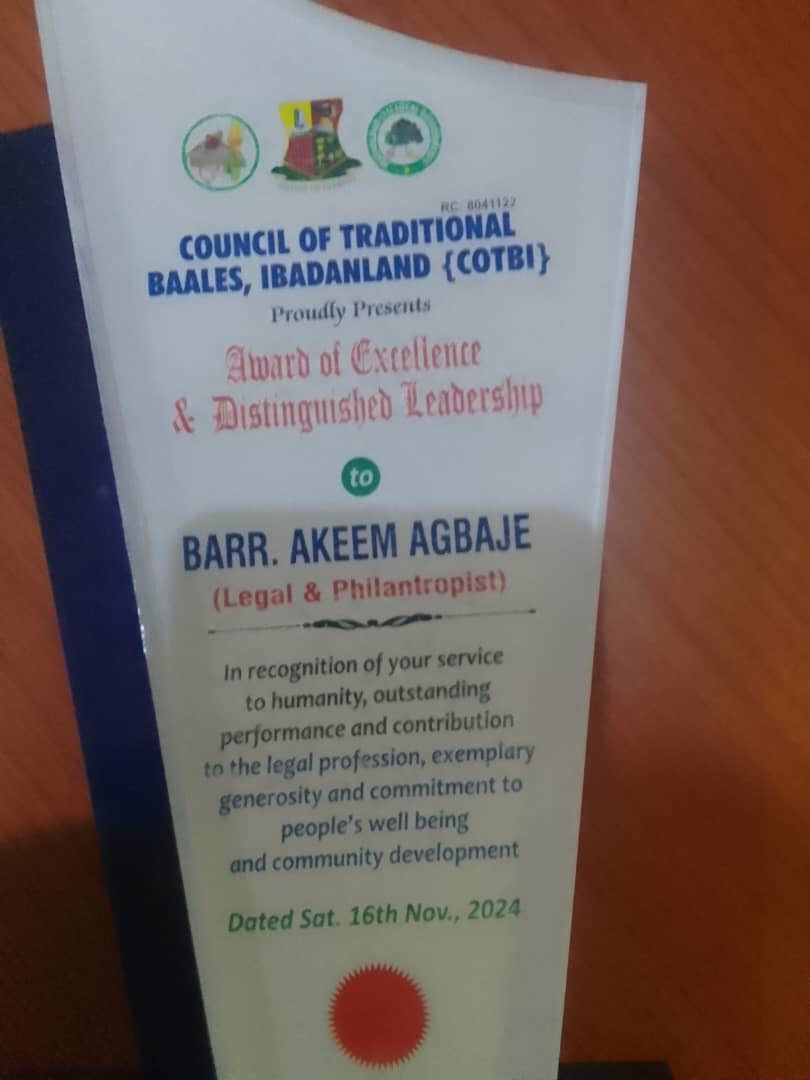 RC: 8041122
COUNCIL OF TRADITIONAL
BAALES, IBADANLAND {COTBI}
Proudly Presents
Award of Excellence
& Distinguished Leadership
to
BARR. AKEEM AGBAJE
(Legal & Philantropist)
In recognition of your service
to humanity, outstanding
performance and contribution
to the legal profession, exemplary
generosity and commitment to
people's well being
and community development
Dated Sat. 16th Nov., 2024